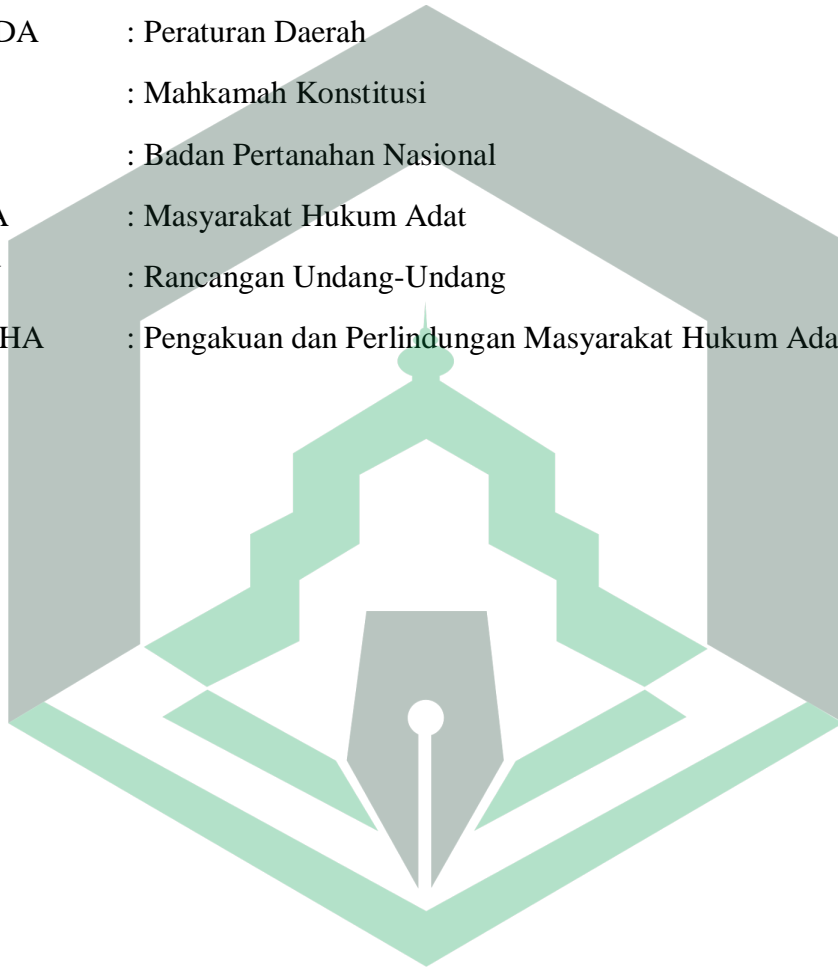 DA : Peraturan Daerah
: Mahkamah Konstitusi
: Badan Pertanahan Nasional
A : Masyarakat Hukum Adat
: Rancangan Undang-Undang
HA : Pengakuan dan Perlindungan Masyarakat Hukum Ada